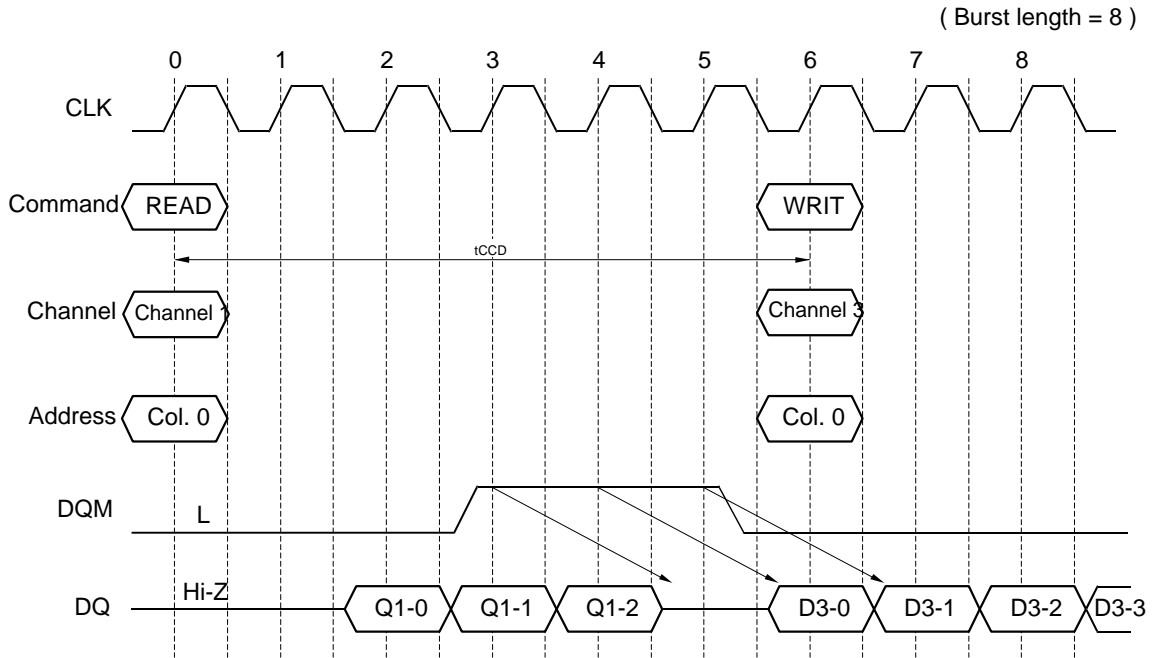 ( Burst length = 8 )
0 1 2 3 4 5 6 7 8
CLK
Command READ WRIT
tCCD
Channel Channel 1 Channel 3
Address Col. 0 Col. 0
DQM L
DQ Hi-Z Q1-0 Q1-1 Q1-2 D3-0 D3-1 D3-2 D3-3